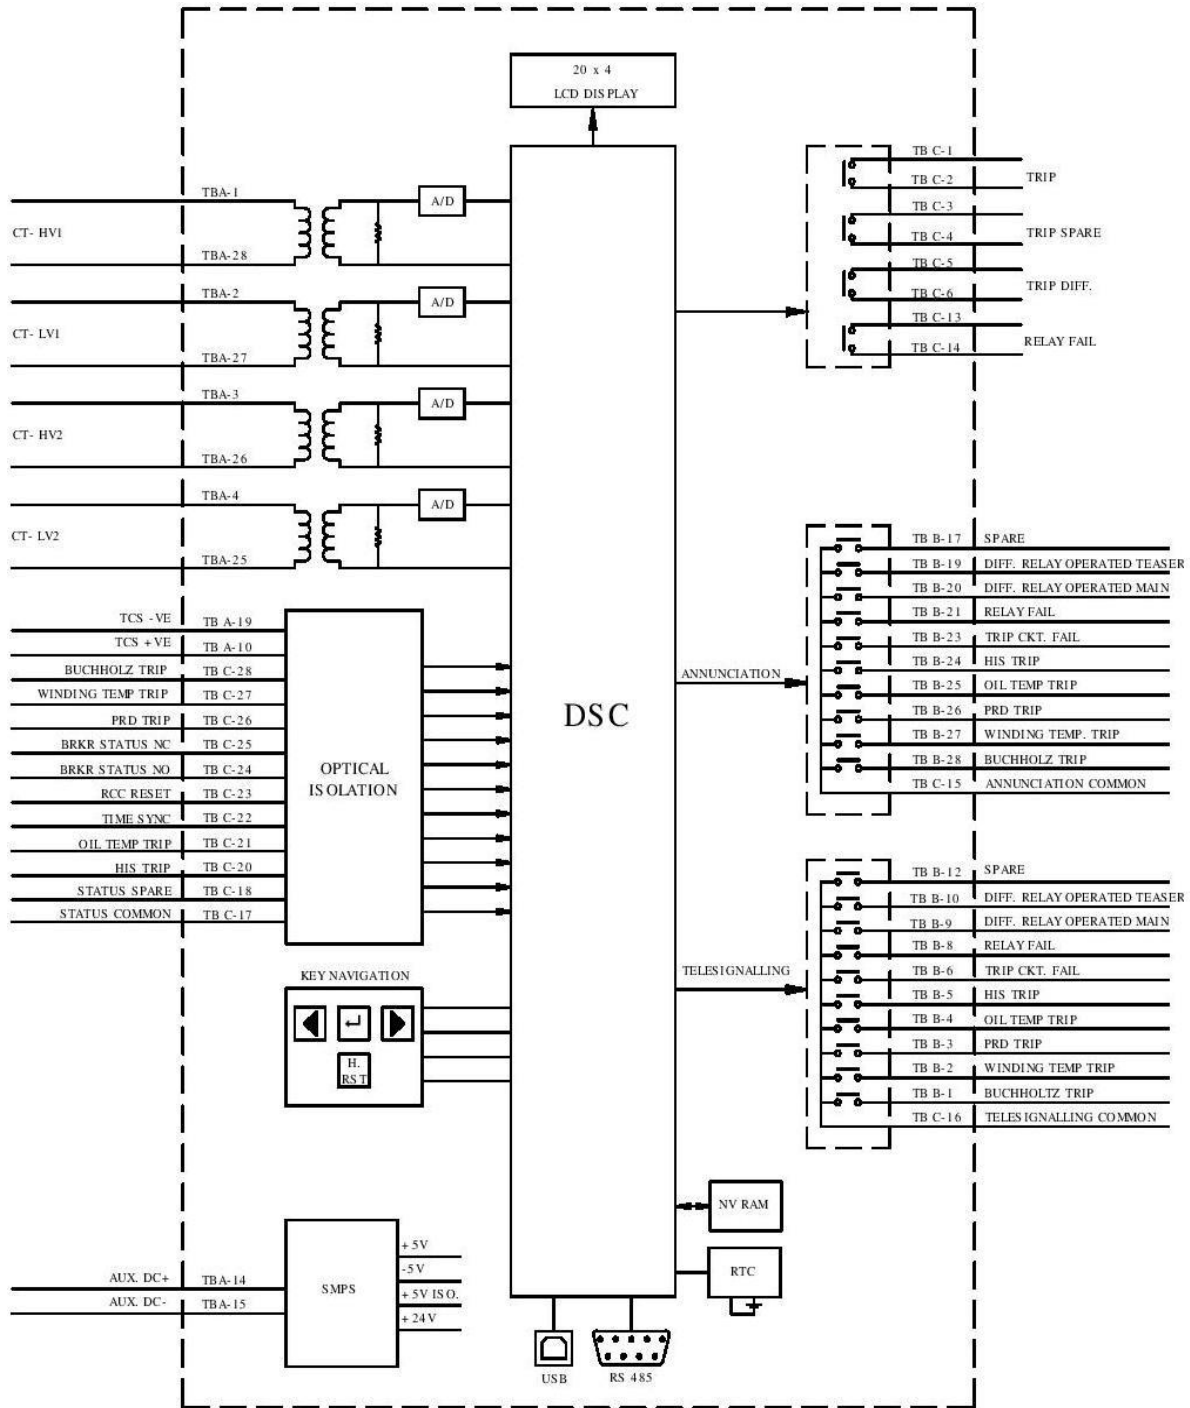 20 x 4
LCD DISPLAY
TBA-1
A/D
CT- HV1
TBA-28
TBA-2
A/D
CT- LV1
TBA-27
TBA-3
A/D
CT- HV2
TBA-26
TBA-4
A/D
CT- LV2
TBA-25
TCS -VE TB A-19
TCS +VE TB A-10
BUCHHOLZ TRIP TB C-28
WINDING TEMP TRIP TB C-27
PRD TRIP TB C-26
BRKR STATUS NC TB C-25
BRKR STATUS NO TB C-24
RCC RESET TB C-23
TIME SYNC TB C-22
OIL TEMP TRIP TB C-21
HIS TRIP TB C-20
STATUS SPARE TB C-18
STATUS COMMON TB C-17
OPTICAL
ISOLATION
KEY NAVIGATION
H.
RST
AUX. DC+ TBA-14
AUX. DC- TBA-15
SMPS
+5V
-5V
+5V ISO.
+24V
DSC
USB
RS 485
TB C-1
TB C-2
TRIP
TB C-3
TB C-4
TRIP SPARE
TB C-5
TB C-6
TRIP DIFF.
TB C-13
TB C-14
RELAY FAIL
ANNUNCIATION
TB B-17 SPARE
TB B-19 DIFF. RELAY OPERATED TEASER
TB B-20 DIFF. RELAY OPERATED MAIN
TB B-21 RELAY FAIL
TB B-23 TRIP CKT. FAIL
TB B-24 HIS TRIP
TB B-25 OIL TEMP TRIP
TB B-26 PRD TRIP
TB B-27 WINDING TEMP. TRIP
TB B-28 BUCHHOLZ TRIP
TB C-15 ANNUNCIATION COMMON
TELESIGNALLING
TB B-12 SPARE
TB B-10 DIFF. RELAY OPERATED TEASER
TB B-9 DIFF. RELAY OPERATED MAIN
TB B-8 RELAY FAIL
TB B-6 TRIP CKT. FAIL
TB B-5 HIS TRIP
TB B-4 OIL TEMP TRIP
TB B-3 PRD TRIP
TB B-2 WINDING TEMP TRIP
TB B-1 BUCHHOLTZ TRIP
TB C-16 TELESIGNALLING COMMON
NV RAM
RTC